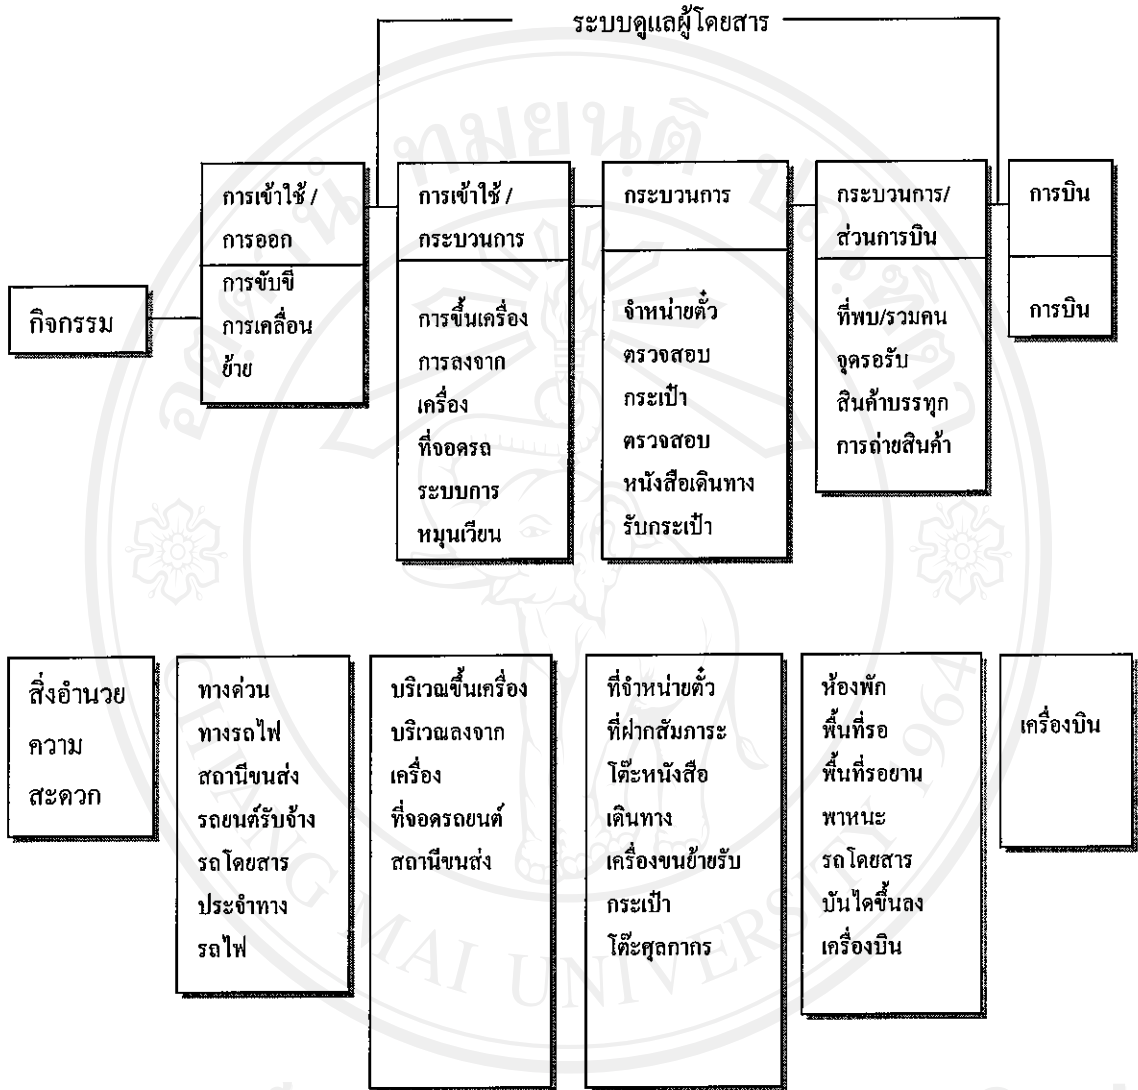 ระบบดูแลผู้โดยสาร
กิจกรรม
การเข้าใช้ /
การออก
การขับขี่
การเคลื่อน
ย้าย
การเข้าใช้ /
กระบวนการ
การขึ้นเครื่อง
การลงจาก
เครื่อง
ที่จอดรถ
ระบบการ
หมุนเวียน
กระบวนการ
จำหน่ายตั๋ว
ตรวจสอบ
กระเป๋า
ตรวจสอบ
หนังสือเดินทาง
รับกระเป๋า
กระบวนการ/
ส่วนการบิน
ที่พบ/รวมคน
จุดรอรับ
สินค้าบรรทุก
การถ่ายสินค้า
การบิน
การบิน
สิ่งอำนวย
ความ
สะดวก
ทางด่วน
ทางรถไฟ
สถานีขนส่ง
รถยนต์รับจ้าง
รถโดยสาร
ประจำทาง
รถไฟ
บริเวณขึ้นเครื่อง
บริเวณลงจาก
เครื่อง
ที่จอดรถยนต์
สถานีขนส่ง
ที่จำหน่ายตั๋ว
ที่ฝากสัมภาระ
โต๊ะหนังสือ
เดินทาง
เครื่องขนย้ายรับ
กระเป๋า
โต๊ะศุลกากร
ห้องพัก
พื้นที่รอ
พื้นที่รอยาน
พาหนะ
รถโดยสาร
บันไดขึ้นลง
เครื่องบิน
เครื่องบิน
CHIANG MAI UNIVERSITY 1964